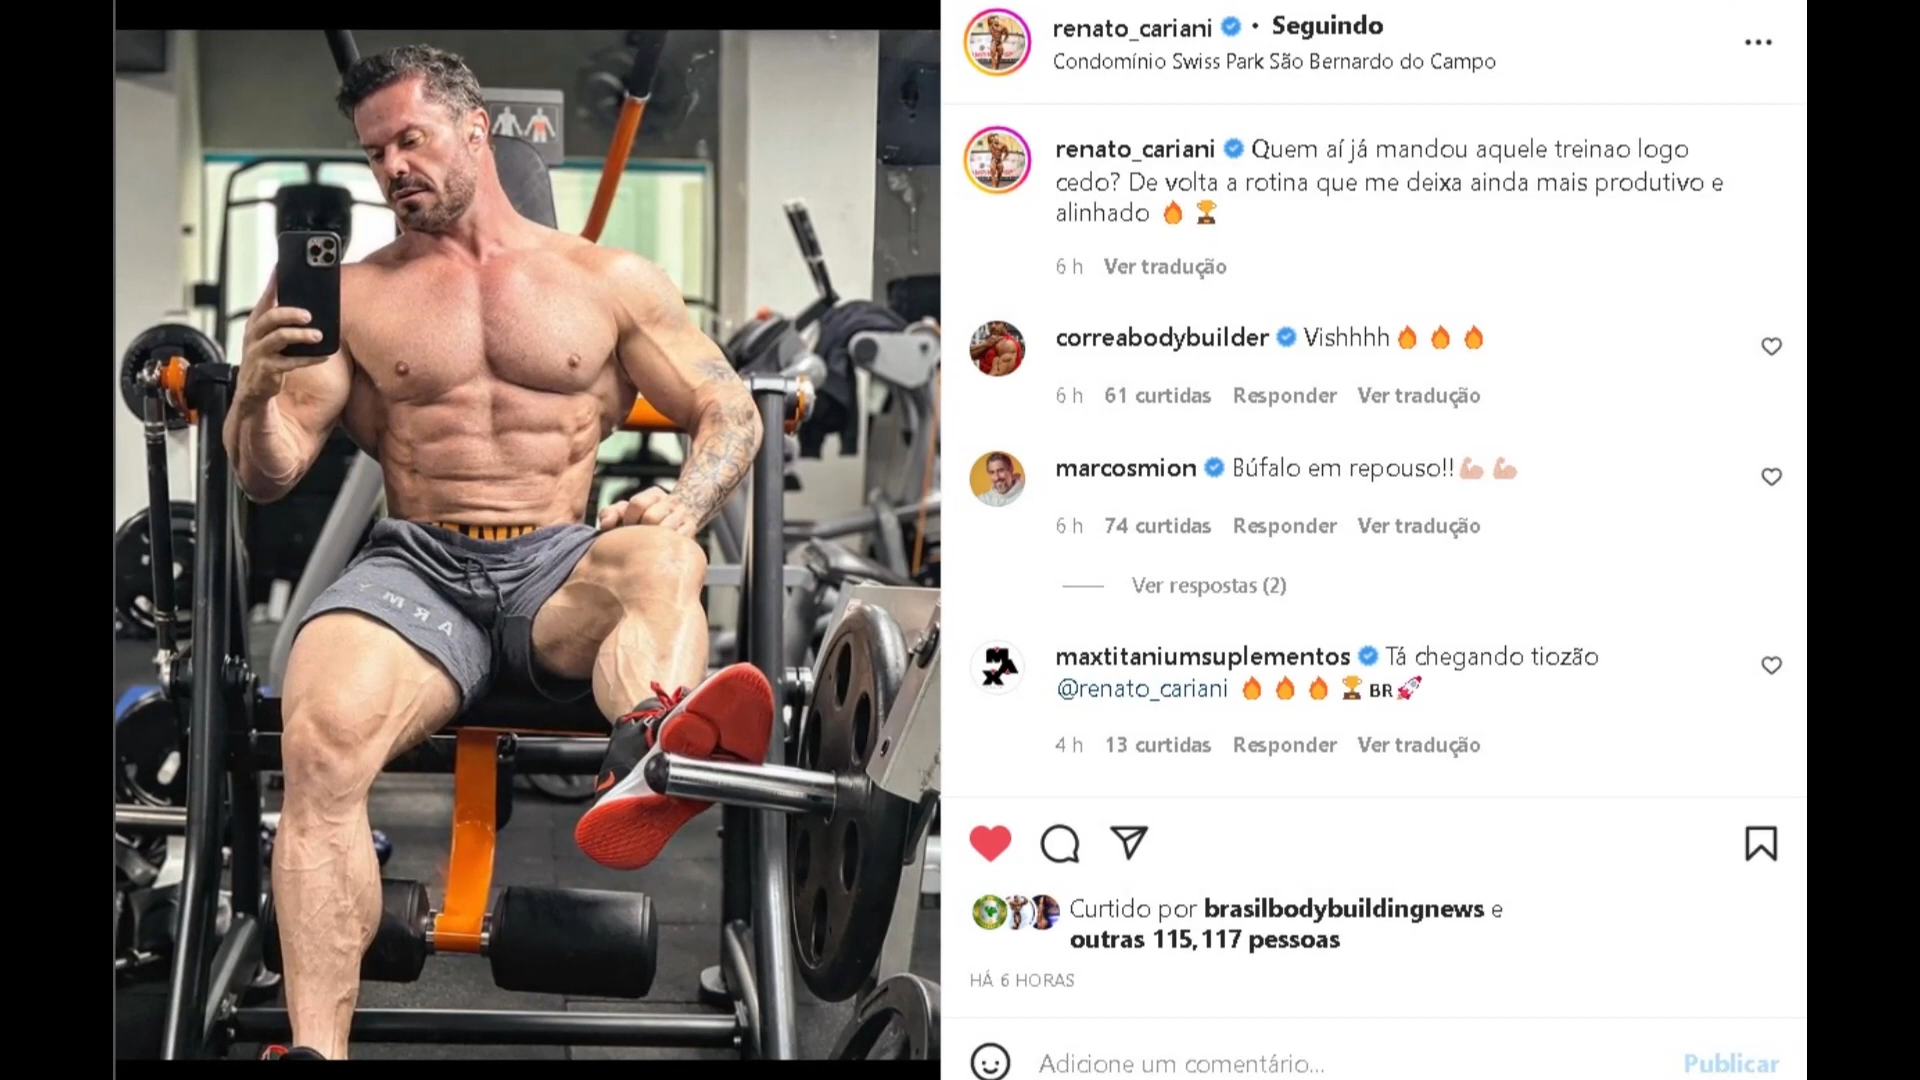 renato_cariani • Seguindo
Condomínio Swiss Park São Bernardo do Campo
renato_cariani Quem aí já mandou aquele treinao logo
cedo? De volta a rotina que me deixa ainda mais produtivo e
alinhado 🔥 🏆
6 h Ver tradução
correabodybuilder Vishhhh 🔥 🔥 🔥
6 h 61 curtidas Responder Ver tradução
marcosmion Búfalo em repouso!! 💪🏼 💪🏼
6 h 74 curtidas Responder Ver tradução
Ver respostas (2)
maxtitaniumsuplementos Tá chegando tiozão
@renato_cariani 🔥 🔥 🔥 🏆 BR 🚀
4 h 13 curtidas Responder Ver tradução
Curtido por brasilbodybuildingnews e
outras 115,117 pessoas
HÁ 6 HORAS
Adicione um comentário...
Publicar
ARMY
MAX